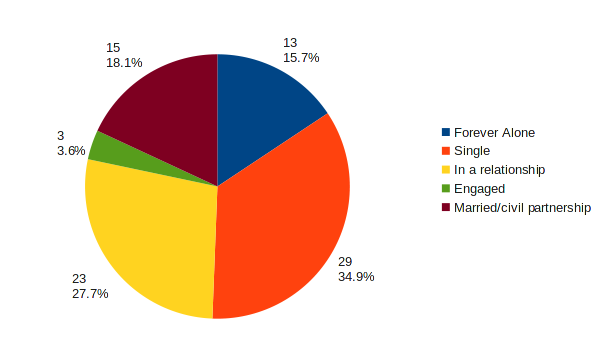 13
15.7%
15
18.1%
3
3.6%
23
27.7%
29
34.9%
Forever Alone
Single
In a relationship
Engaged
Married/civil partnership